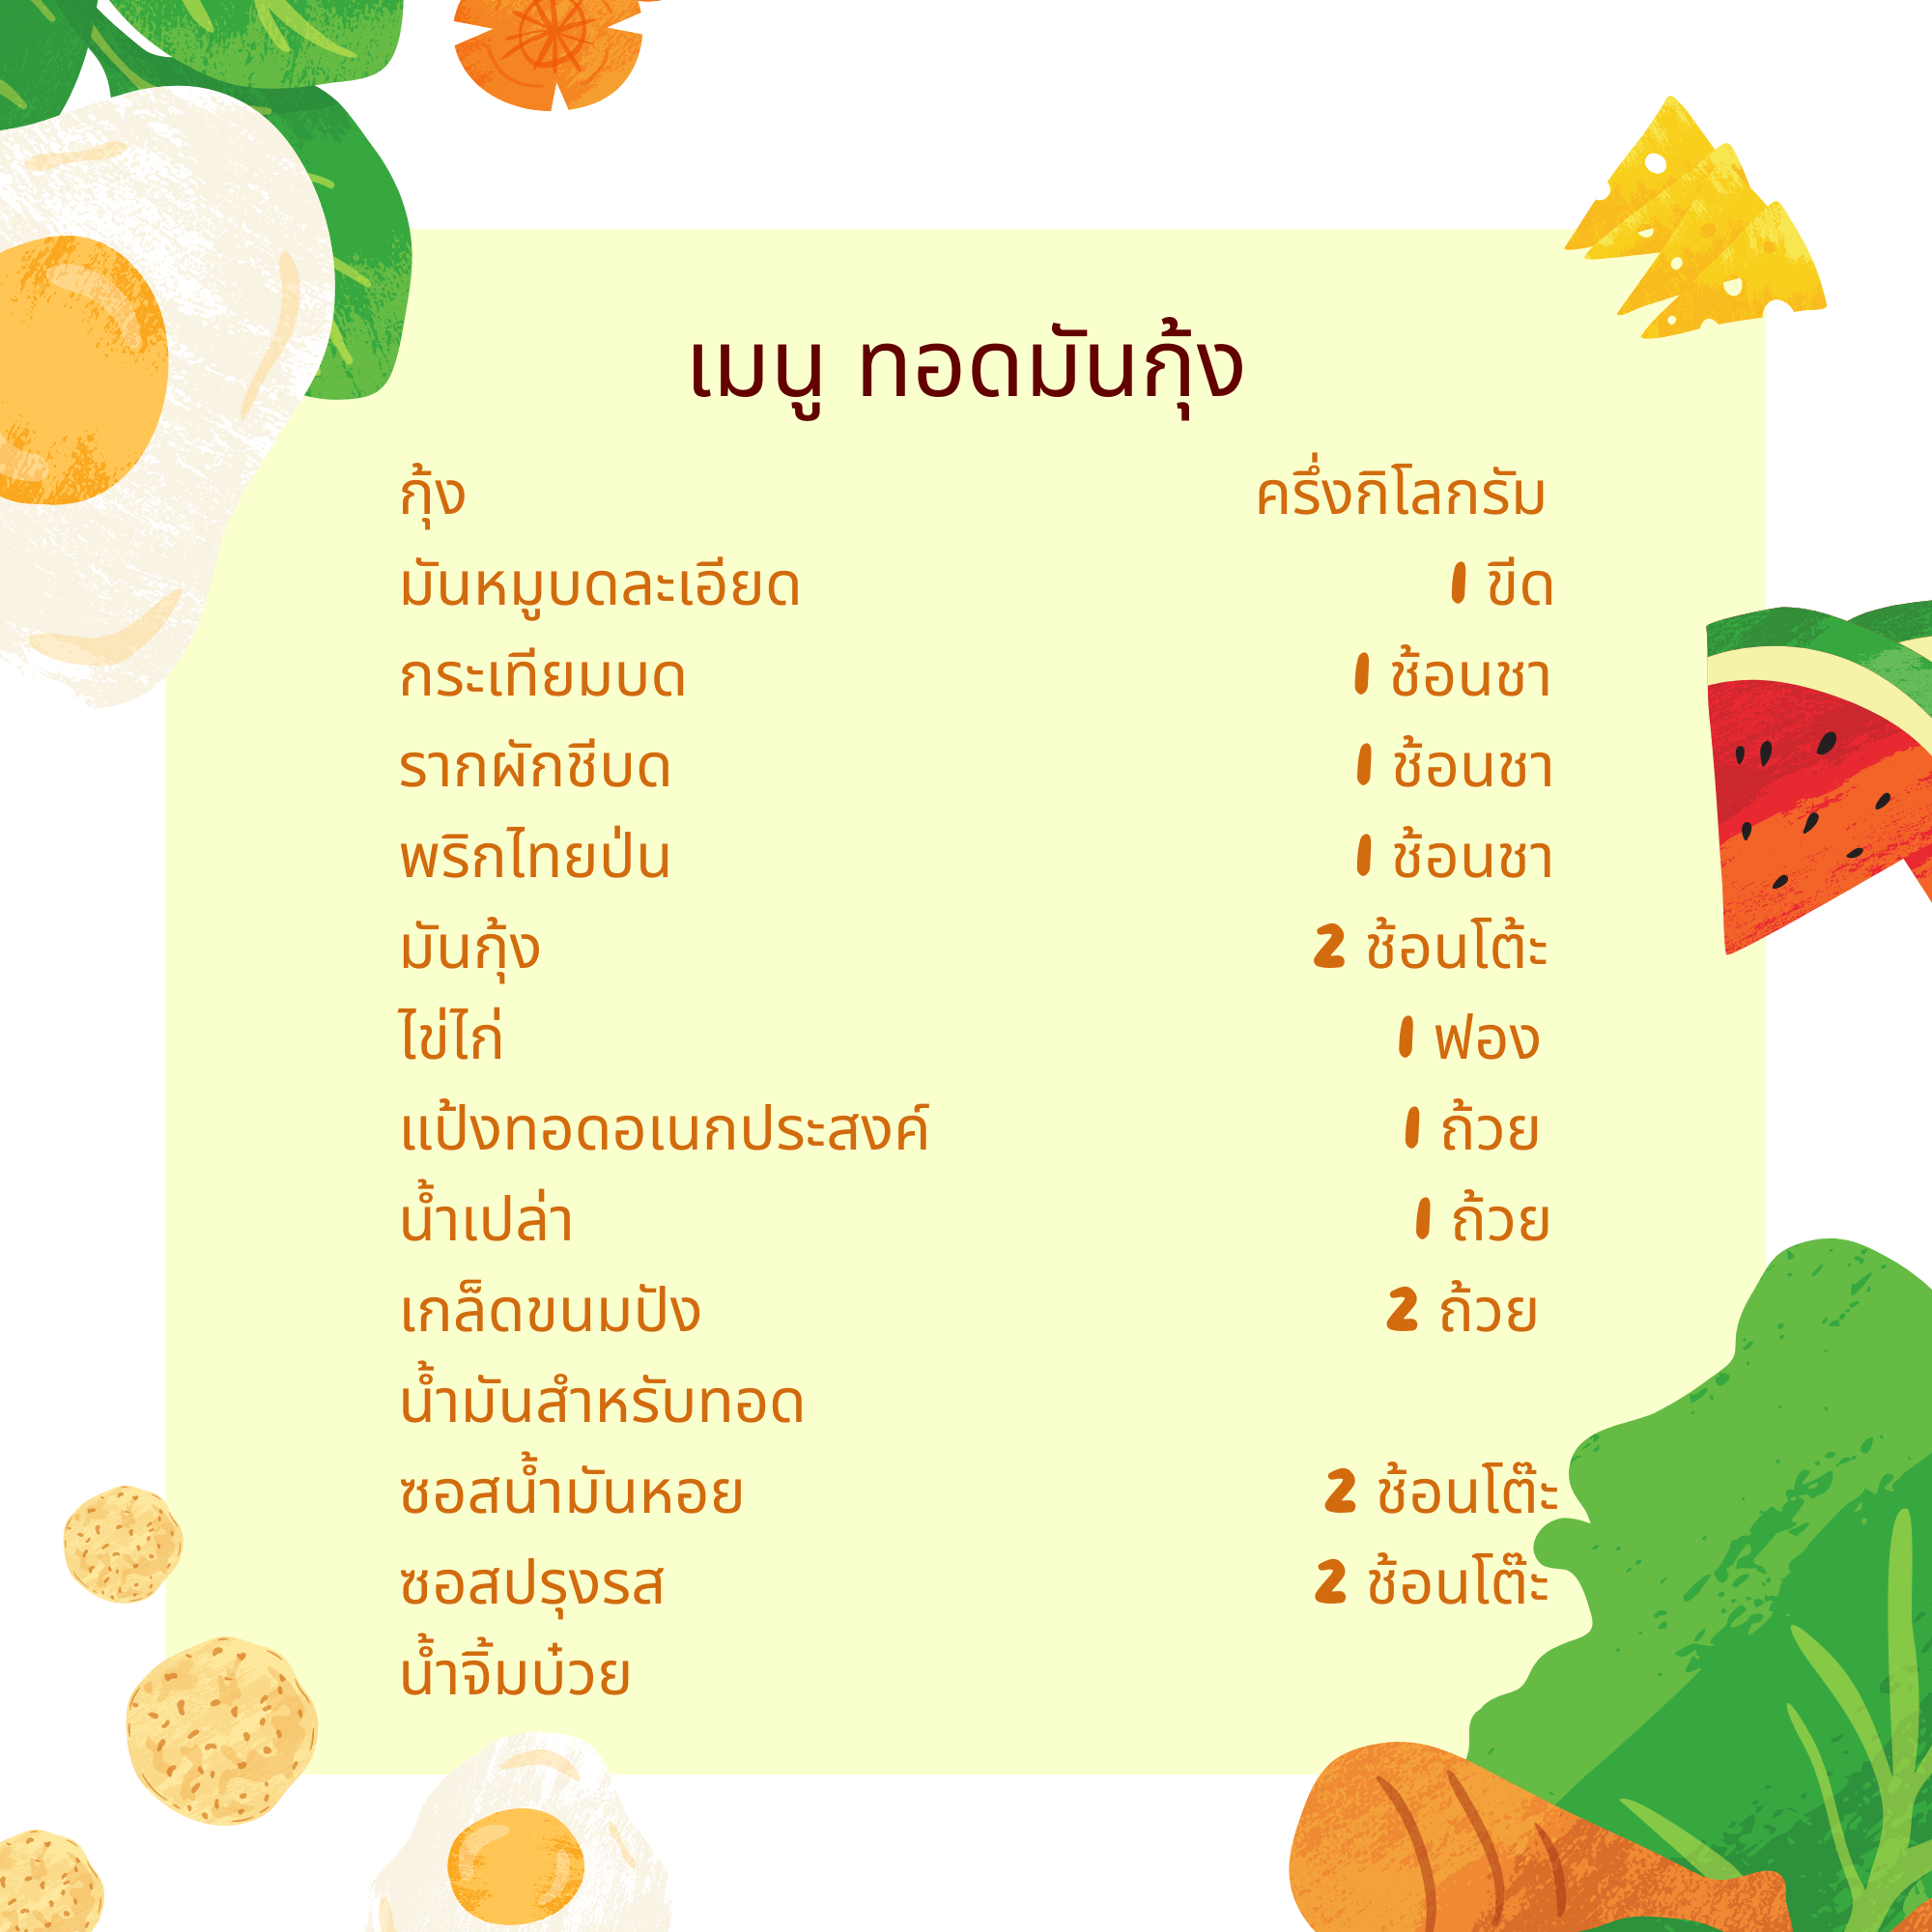 เมนู ทอดมันกุ้ง
กุ้ง ครึ่งกิโลกรัม
มันหมูบดละเอียด 1 ขีด
กระเทียมบด 1 ช้อนชา
รากผักชีบด 1 ช้อนชา
พริกไทยป่น 1 ช้อนชา
มันกุ้ง 2 ช้อนโต้ะ
ไข่ไก่ 1 ฟอง
แป้งทอดอเนกประสงค์ 1 ถ้วย
น้ำเปล่า 1 ถ้วย
เกล็ดขนมปัง 2 ถ้วย
น้ำมันสำหรับทอด
ซอสน้ำมันหอย 2 ช้อนโต๊ะ
ซอสปรุงรส 2 ช้อนโต๊ะ
น้ำจิ้มบ๋วย